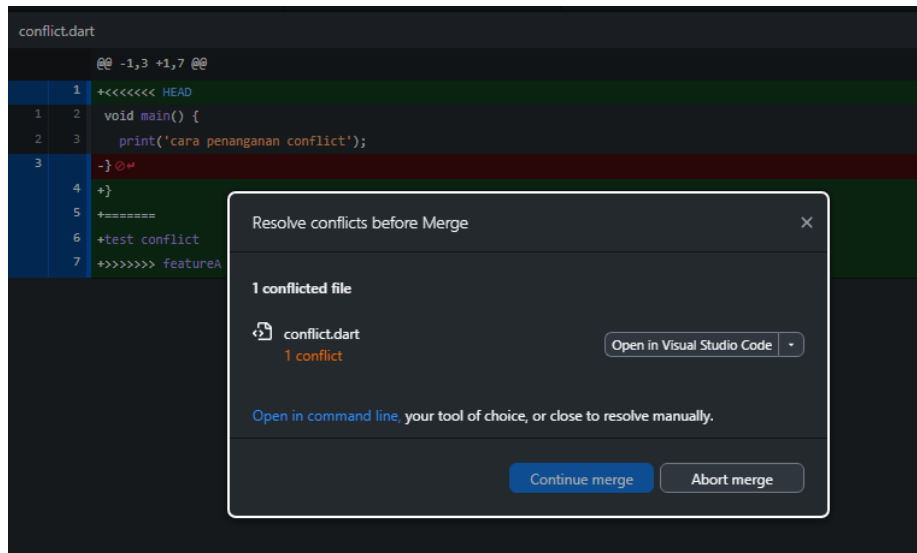 conflict.dart
@@ -1,3 +1,7 @@
1 +<<<<<<< HEAD
1 2 void main() {
2 3 print('cara penanganan conflict');
3 -}
4 +}
5 +=======
6 +test conflict
7 +>>>>>>> featureA
Resolve conflicts before Merge
1 conflicted file
conflict.dart
Open in Visual Studio Code
1 conflict
Open in command line, your tool of choice, or close to resolve manually.
Continue merge Abort merge